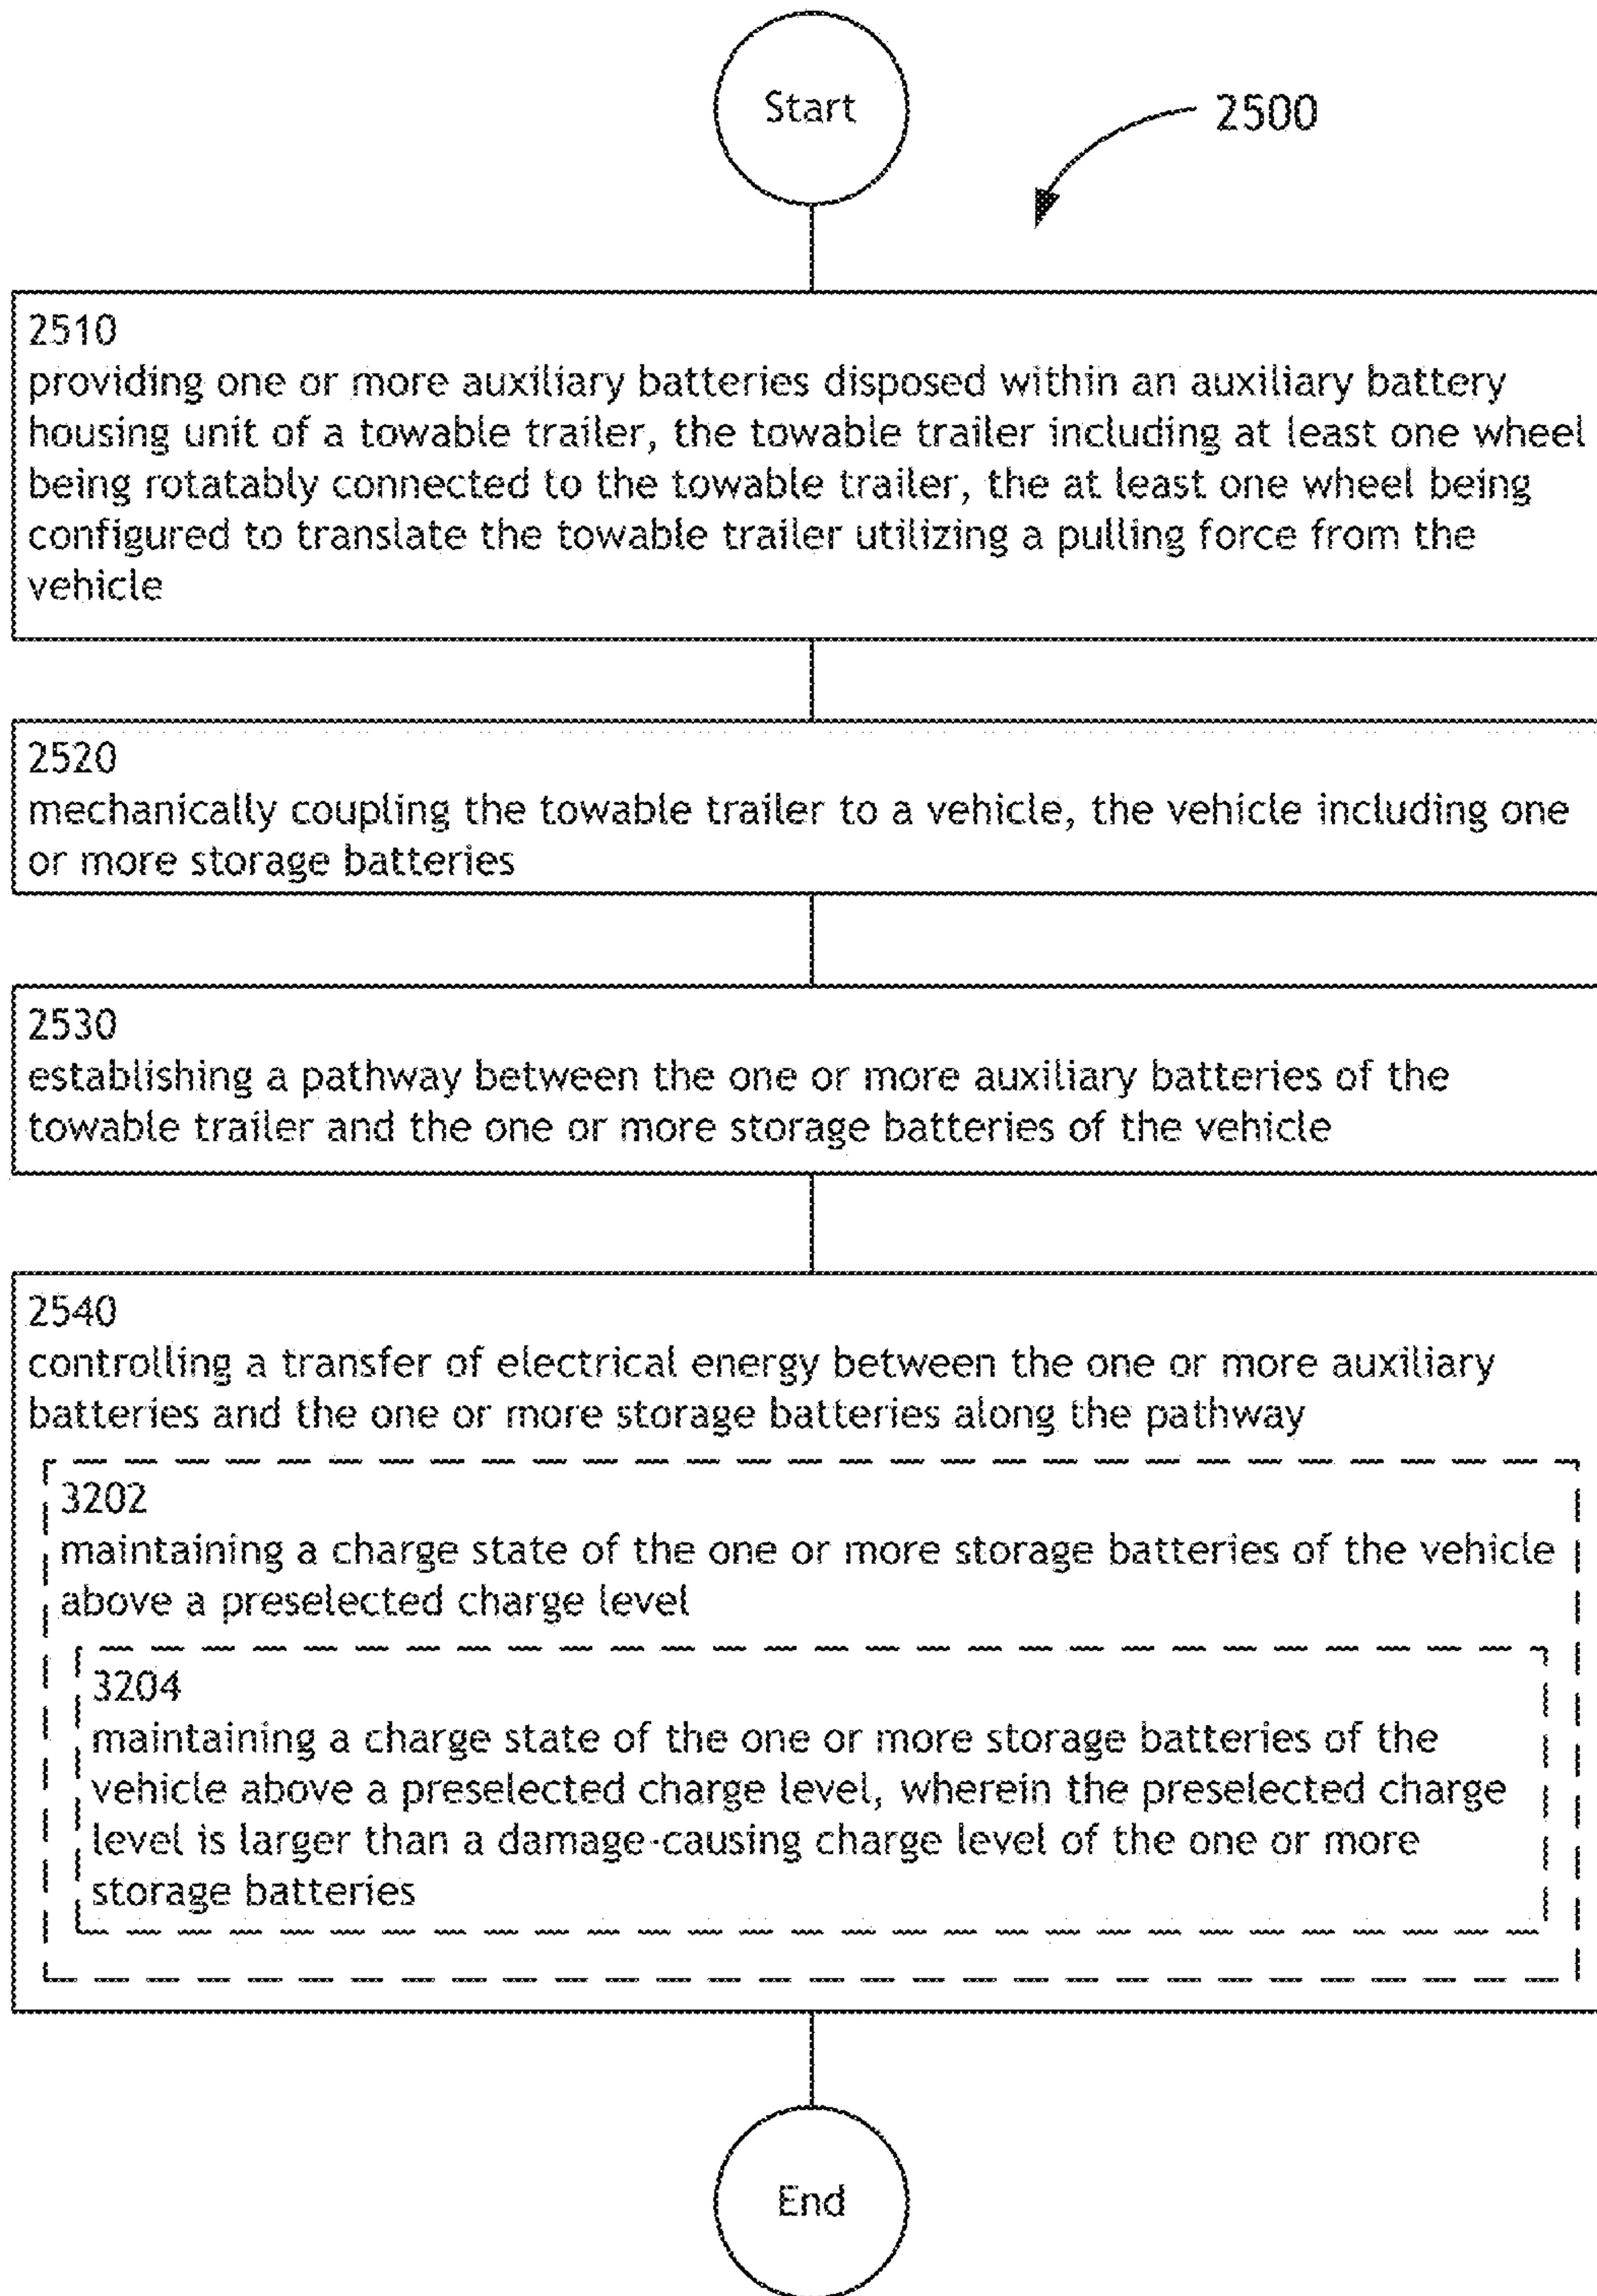 Start
2500
2510
providing one or more auxiliary batteries disposed within an auxiliary battery
housing unit of a towable trailer, the towable trailer including at least one wheel
being rotatably connected to the towable trailer, the at least one wheel being
configured to translate the towable trailer utilizing a pulling force from the
vehicle
2520
mechanically coupling the towable trailer to a vehicle, the vehicle including one
or more storage batteries
2530
establishing a pathway between the one or more auxiliary batteries of the
towable trailer and the one or more storage batteries of the vehicle
2540
controlling a transfer of electrical energy between the one or more auxiliary
batteries and the one or more storage batteries along the pathway
3202
maintaining a charge state of the one or more storage batteries of the vehicle
above a preselected charge level
3204
maintaining a charge state of the one or more storage batteries of the
vehicle above a preselected charge level, wherein the preselected charge
level is larger than a damage-causing charge level of the one or more
storage batteries
End